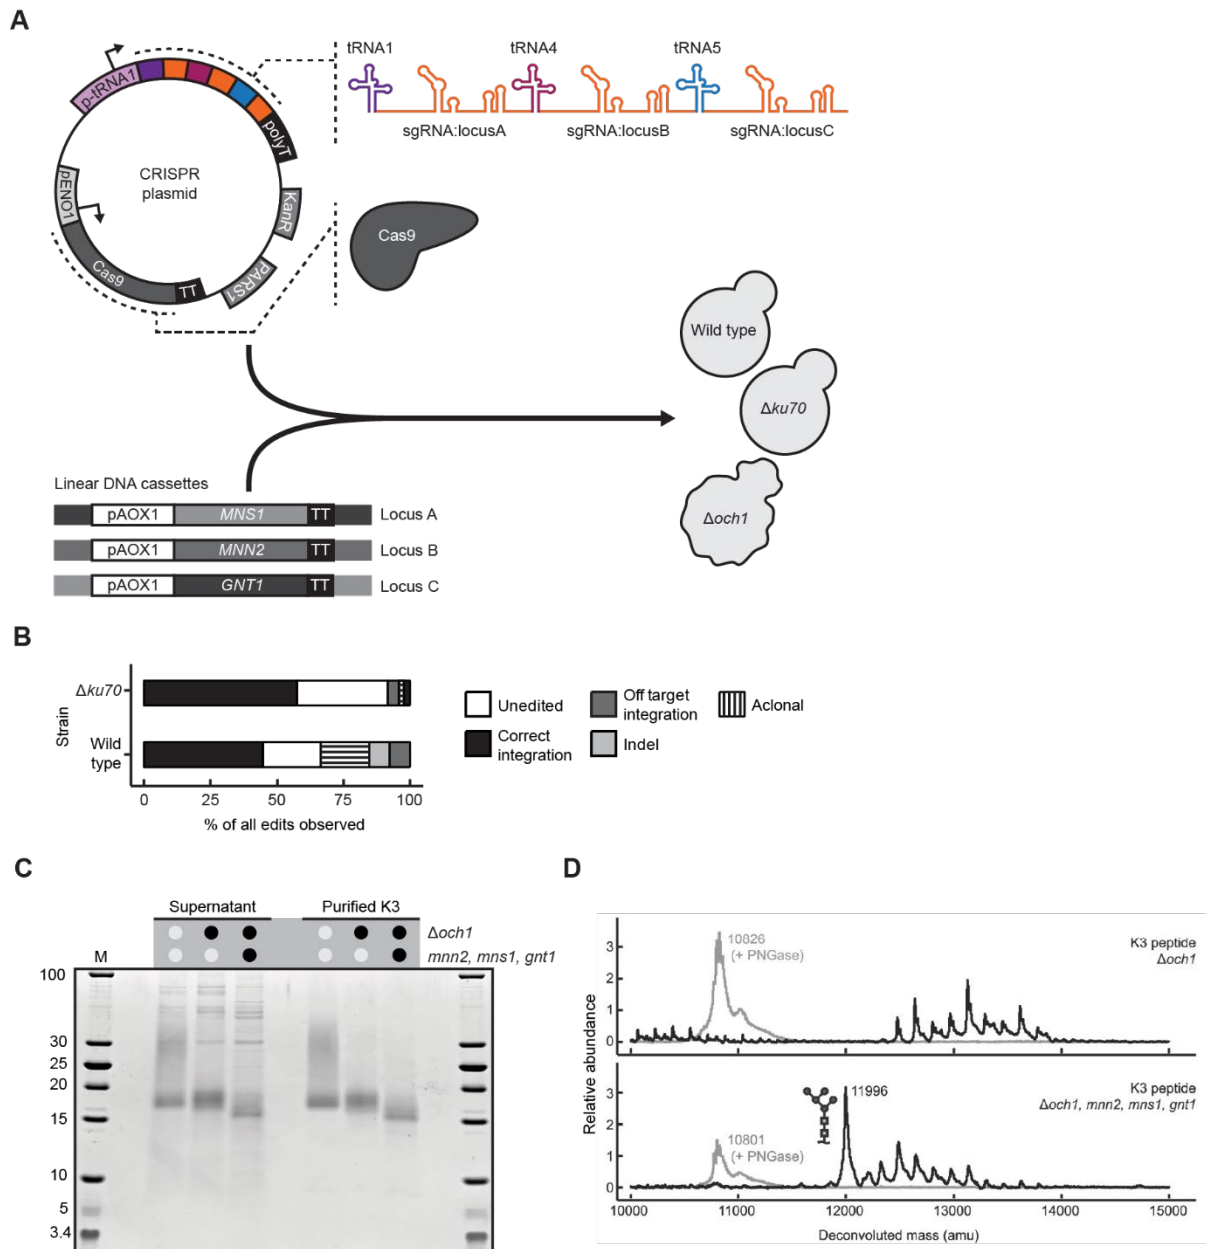 A
tRNA1 tRNA4 tRNA5
p-tRNA1
polyT
sgRNA:locusA sgRNA:locusB sgRNA:locusC
CRISPR
plasmid
pENO1
KanR
Cas9
Cas9
TT
PARS1
Wild type
Δku70
Δoch1
Linear DNA cassettes
pAOX1 MNS1 TT Locus A
pAOX1 MNN2 TT Locus B
pAOX1 GNT1 TT Locus C
B
Strain
Δku70
Wild
type
0 25 50 75 100
% of all edits observed
Unedited
Off target
integration
Aclonal
Correct
integration
Indel
C
Supernatant Purified K3
Δoch1
mnn2, mns1, gnt1
M
100
30
25
20
15
10
5
3.4
D
Relative abundance
3
2
1
0
10826
(+ PNGase)
K3 peptide
Δoch1
3
2
1
0
10801
(+ PNGase)
11996
K3 peptide
Δoch1, mnn2, mns1, gnt1
10000 11000 12000 13000 14000 15000
Deconvoluted mass (amu)